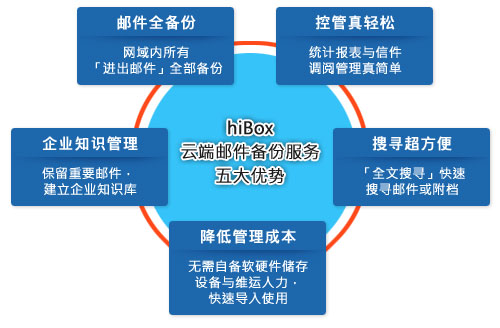 邮件全备份
网域内所有
「进出邮件」全部备份
控管真轻松
统计报表与信件
调阅管理真简单
hiBox
云端邮件备份服务
五大优势
企业知识管理
保留重要邮件·
建立企业知识库
搜寻超方便
「全文搜寻」快速
搜寻邮件或附档
降低管理成本
无需自备软硬件储存
设备与维运人力·
快速导入使用